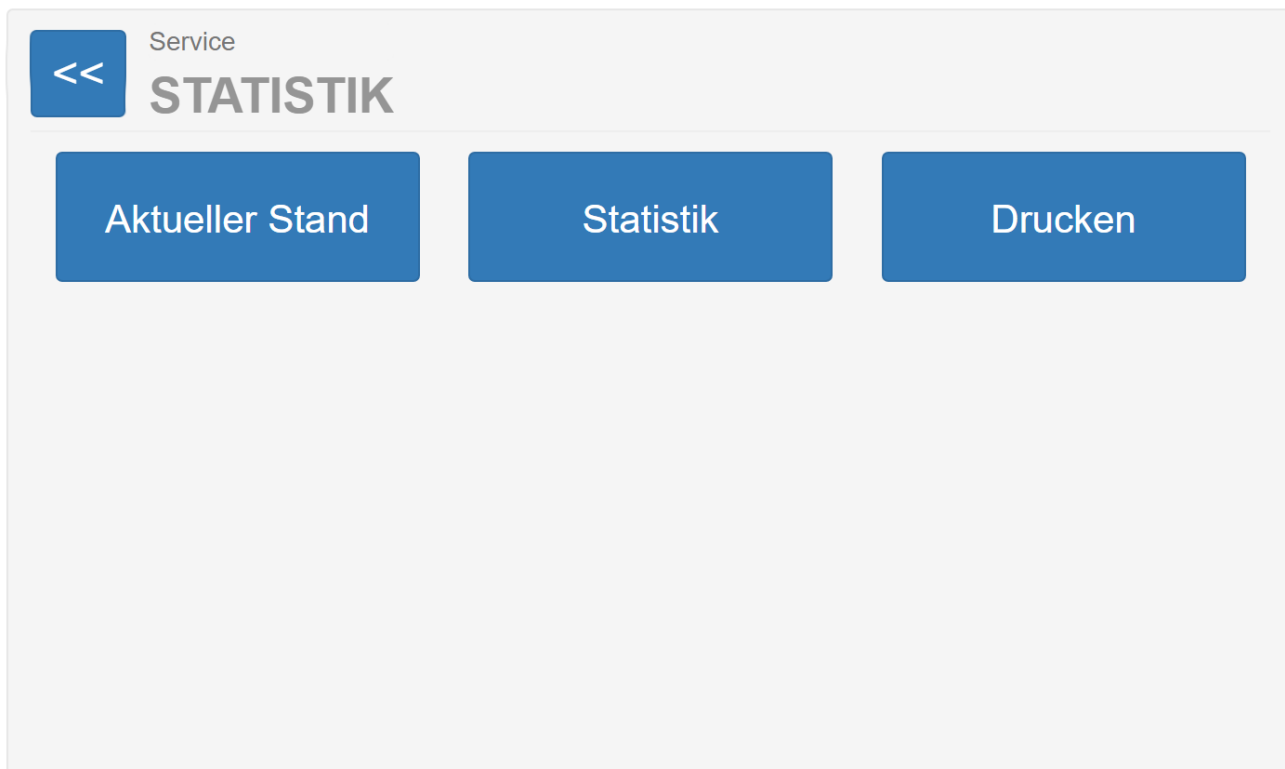 <<
Service
STATISTIK
Aktueller Stand
Statistik
Drucken